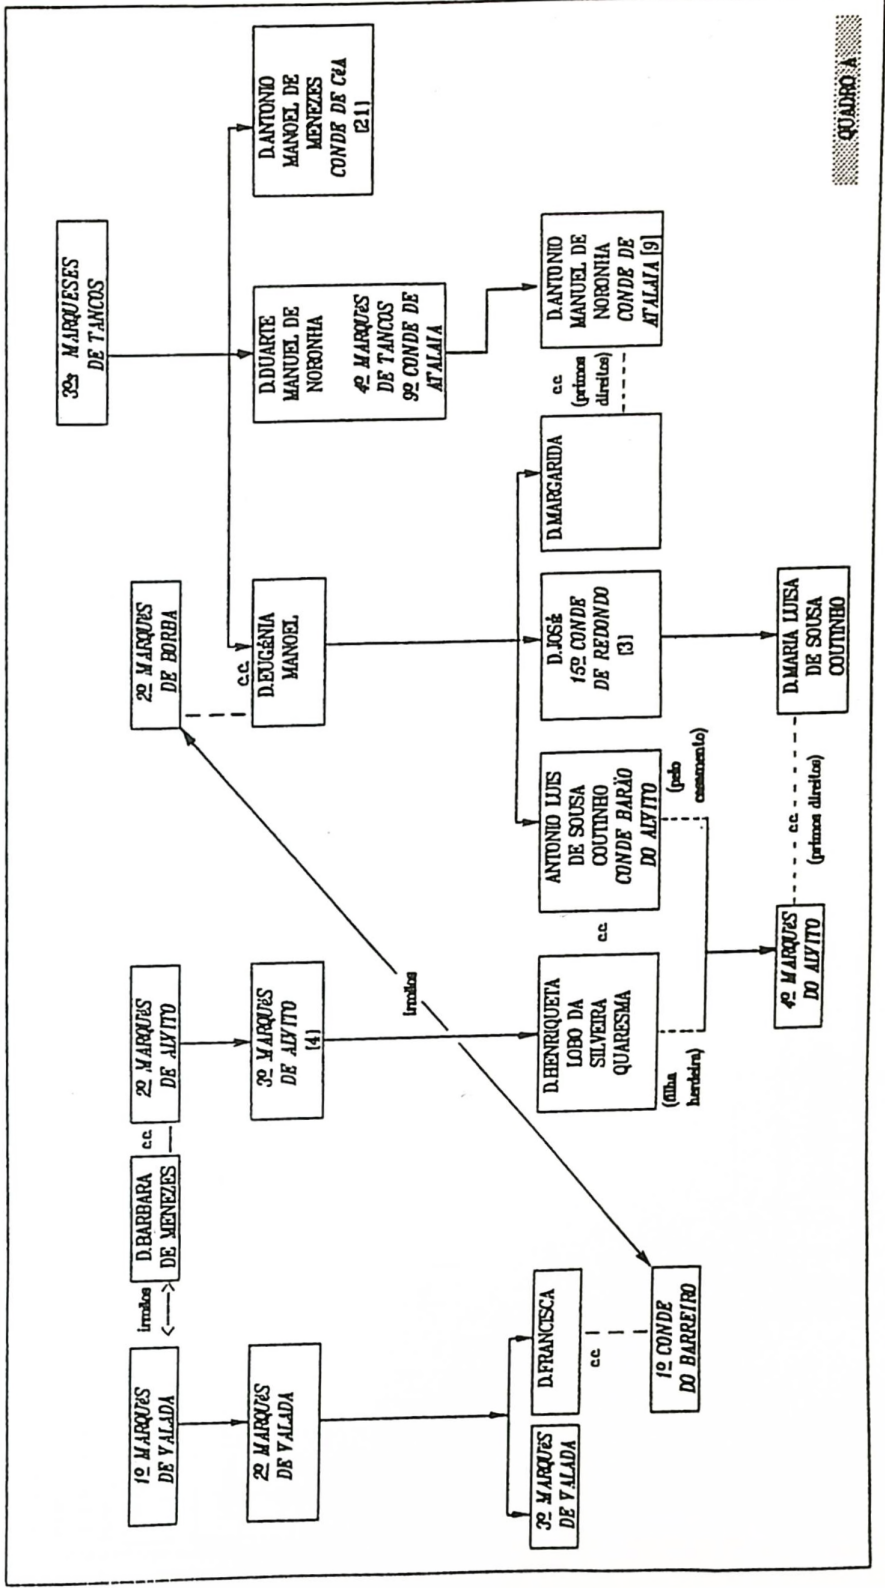 3ºs MARQUESES
DE TANCOS
2º MARQUÊS
DE BORBA
2º MARQUÊS
DE ALVITO
c.c.
D.BARBARA
DE MENEZES
irmãos
1º MARQUÊS
DE VALADA
D.ANTONIO
MANOEL DE
MENEZES
CONDE DE CÊA
[21]
D.DUARTE
MANUEL DE
NORONHA
4º MARQUÊS
DE TANCOS
9º CONDE DE
ATALAIA
c.c.
D.EUGÉNIA
MANOEL
3º MARQUÊS
DE ALVITO
[4]
2º MARQUÊS
DE VALADA
irmãos
D.ANTONIO
MANUEL DE
NORONHA
CONDE DE
ATALAIA [9]
c.c.
(primos
direitos)
D.MARGARIDA
D.JOSÉ
15º CONDE
DE REDONDO
[3]
ANTONIO LUIS
DE SOUSA
COUTINHO
CONDE BARÃO
DO ALVITO
(pelo
casamento)
c.c.
D.HENRIQUETA
LOBO DA
SILVEIRA
QUARESMA
(filha
herdeira)
D.FRANCISCA
c.c.
3º MARQUÊS
DE VALADA
1º CONDE
DO BARREIRO
D.MARIA LUISA
DE SOUSA
COUTINHO
c.c.
(primos direitos)
4º MARQUÊS
DO ALVITO
QUADRO A